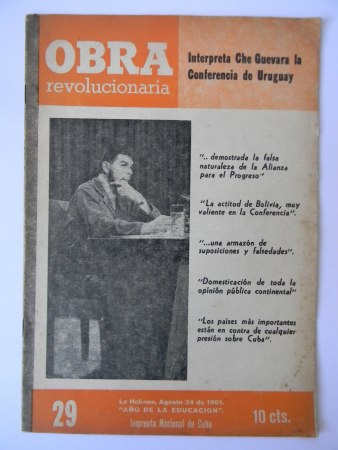 OBRA
revolucionaria
Interpreta Che Guevara la
Conferencia de Uruguay
".. demostrada la falsa
naturaleza de la Alianza
para el Progreso"
"La actitud de Bolivia, muy
valiente en la Conferencia".
"...una armazón de
suposiciones y falsedades".
"Domesticación de toda la
opinión pública continental"
"Los países más importantes
están en contra de cualquier
presión sobre Cuba".
29
La Habana, Agosto 24 de 1961.
"AÑO DE LA EDUCACION".
Imprenta Nacional de Cuba
10 cts.